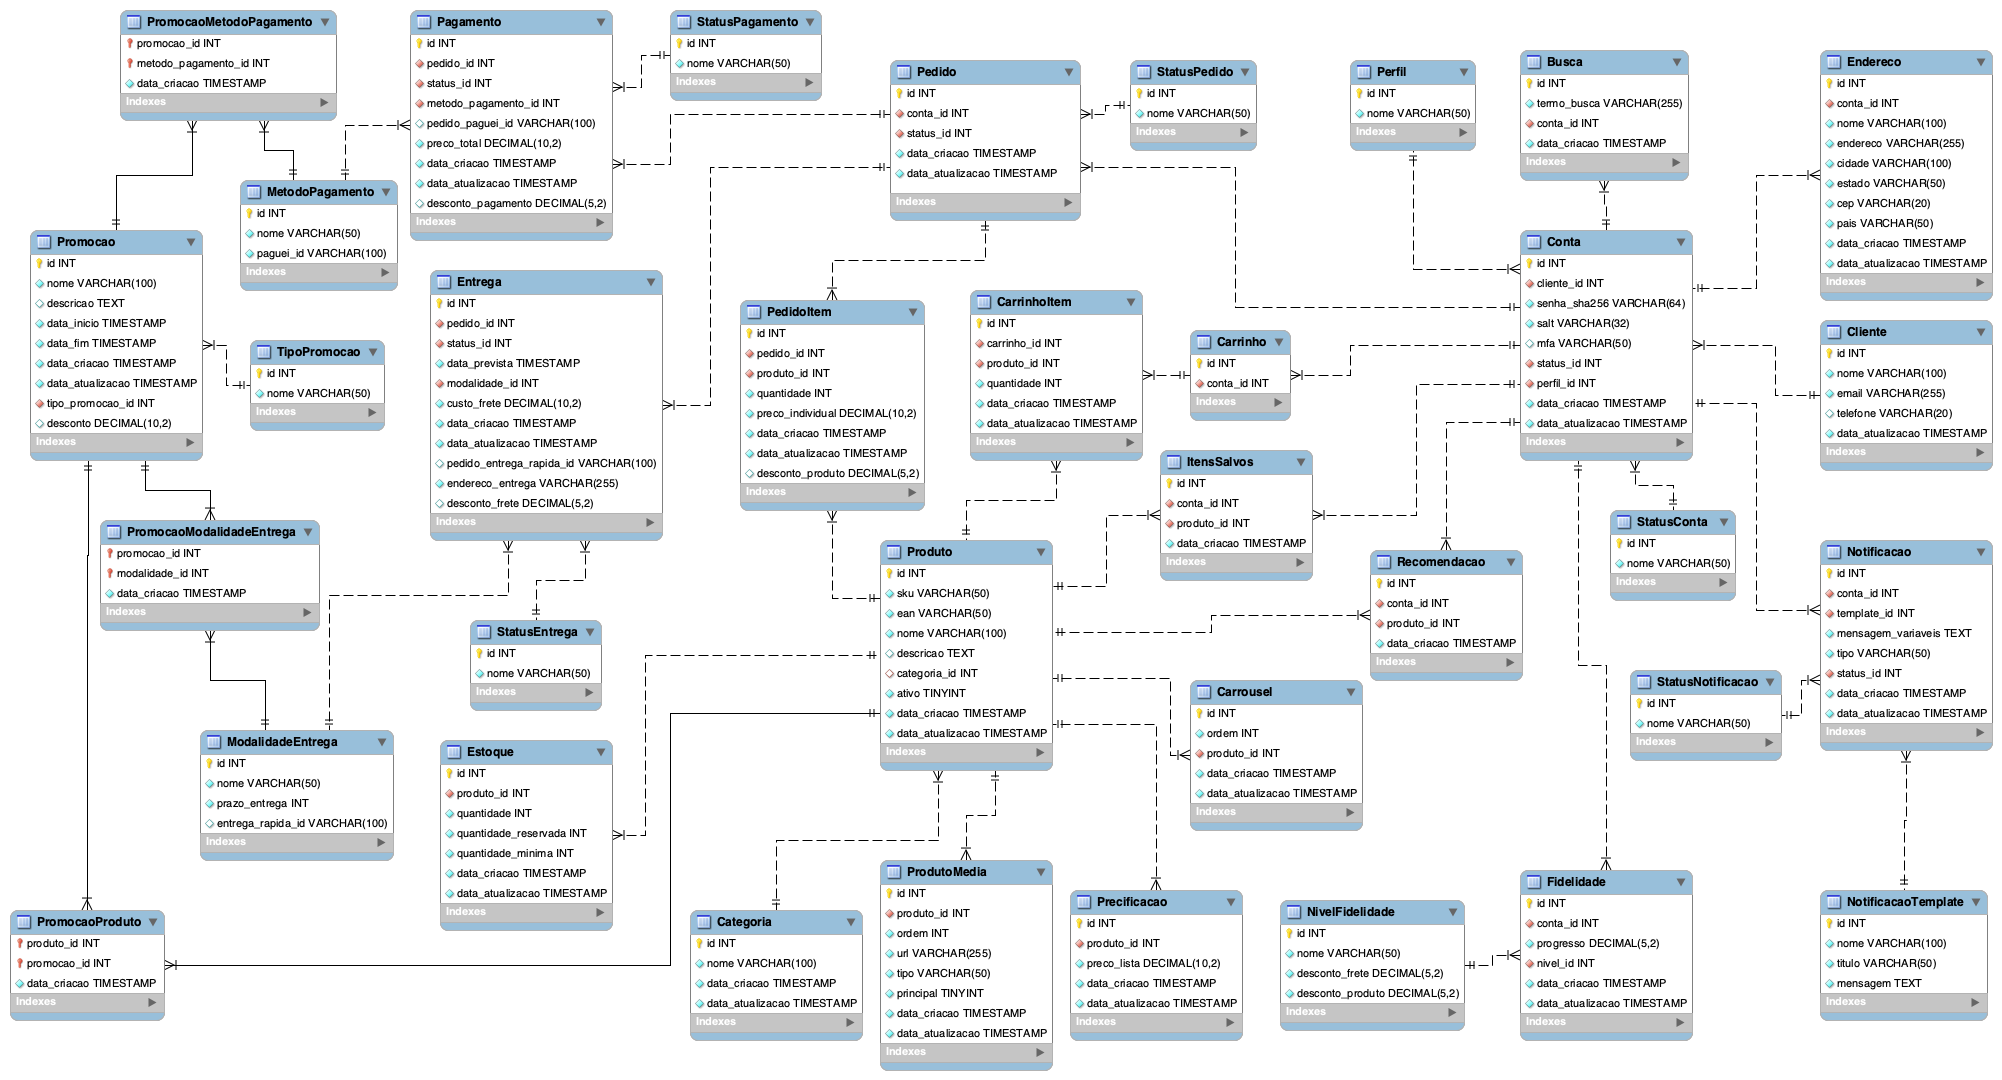 PromocaoMetodoPagamento
promocao_id INT
metodo_pagamento_id INT
data_criacao TIMESTAMP
Indexes
Pagamento
id INT
pedido_id INT
status_id INT
metodo_pagamento_id INT
pedido_paguei_id VARCHAR(100)
preco_total DECIMAL(10,2)
data_criacao TIMESTAMP
data_atualizacao TIMESTAMP
desconto_pagamento DECIMAL(5,2)
Indexes
StatusPagamento
id INT
nome VARCHAR(50)
Indexes
Pedido
id INT
conta_id INT
status_id INT
data_criacao TIMESTAMP
data_atualizacao TIMESTAMP
Indexes
StatusPedido
id INT
nome VARCHAR(50)
Indexes
Perfil
id INT
nome VARCHAR(50)
Indexes
Busca
id INT
termo_busca VARCHAR(255)
conta_id INT
data_criacao TIMESTAMP
Indexes
Endereco
id INT
conta_id INT
nome VARCHAR(100)
endereco VARCHAR(255)
cidade VARCHAR(100)
estado VARCHAR(50)
cep VARCHAR(20)
pais VARCHAR(50)
data_criacao TIMESTAMP
data_atualizacao TIMESTAMP
Indexes
MetodoPagamento
id INT
nome VARCHAR(50)
paguei_id VARCHAR(100)
Indexes
Promocao
id INT
nome VARCHAR(100)
descricao TEXT
data_inicio TIMESTAMP
data_fim TIMESTAMP
data_criacao TIMESTAMP
data_atualizacao TIMESTAMP
tipo_promocao_id INT
desconto DECIMAL(10,2)
Indexes
TipoPromocao
id INT
nome VARCHAR(50)
Indexes
Entrega
id INT
pedido_id INT
status_id INT
data_prevista TIMESTAMP
modalidade_id INT
custo_frete DECIMAL(10,2)
data_criacao TIMESTAMP
data_atualizacao TIMESTAMP
pedido_entrega_rapida_id VARCHAR(100)
endereco_entrega VARCHAR(255)
desconto_frete DECIMAL(5,2)
Indexes
PedidoItem
id INT
pedido_id INT
produto_id INT
quantidade INT
preco_individual DECIMAL(10,2)
data_criacao TIMESTAMP
data_atualizacao TIMESTAMP
desconto_produto DECIMAL(5,2)
Indexes
CarrinhoItem
id INT
carrinho_id INT
produto_id INT
quantidade INT
data_criacao TIMESTAMP
data_atualizacao TIMESTAMP
Indexes
Carrinho
id INT
conta_id INT
Indexes
Conta
id INT
cliente_id INT
senha_sha256 VARCHAR(64)
salt VARCHAR(32)
mfa VARCHAR(50)
status_id INT
perfil_id INT
data_criacao TIMESTAMP
data_atualizacao TIMESTAMP
Indexes
Cliente
id INT
nome VARCHAR(100)
email VARCHAR(255)
telefone VARCHAR(20)
data_atualizacao TIMESTAMP
Indexes
ItensSalvos
id INT
conta_id INT
produto_id INT
data_criacao TIMESTAMP
Indexes
PromocaoModalidadeEntrega
promocao_id INT
modalidade_id INT
data_criacao TIMESTAMP
Indexes
StatusEntrega
id INT
nome VARCHAR(50)
Indexes
Produto
id INT
sku VARCHAR(50)
ean VARCHAR(50)
nome VARCHAR(100)
descricao TEXT
categoria_id INT
ativo TINYINT
data_criacao TIMESTAMP
data_atualizacao TIMESTAMP
Indexes
Recomendacao
id INT
conta_id INT
produto_id INT
data_criacao TIMESTAMP
Indexes
StatusConta
id INT
nome VARCHAR(50)
Indexes
Notificacao
id INT
conta_id INT
template_id INT
mensagem_variaveis TEXT
tipo VARCHAR(50)
status_id INT
data_criacao TIMESTAMP
data_atualizacao TIMESTAMP
Indexes
StatusNotificacao
id INT
nome VARCHAR(50)
Indexes
Carrousel
id INT
ordem INT
produto_id INT
data_criacao TIMESTAMP
data_atualizacao TIMESTAMP
Indexes
ModalidadeEntrega
id INT
nome VARCHAR(50)
prazo_entrega INT
entrega_rapida_id VARCHAR(100)
Indexes
Estoque
id INT
produto_id INT
quantidade INT
quantidade_reservada INT
quantidade_minima INT
data_criacao TIMESTAMP
data_atualizacao TIMESTAMP
Indexes
PromocaoProduto
produto_id INT
promocao_id INT
data_criacao TIMESTAMP
Indexes
Categoria
id INT
nome VARCHAR(100)
data_criacao TIMESTAMP
data_atualizacao TIMESTAMP
Indexes
ProdutoMedia
id INT
produto_id INT
ordem INT
url VARCHAR(255)
tipo VARCHAR(50)
principal TINYINT
data_criacao TIMESTAMP
data_atualizacao TIMESTAMP
Indexes
Precificacao
id INT
produto_id INT
preco_lista DECIMAL(10,2)
data_criacao TIMESTAMP
data_atualizacao TIMESTAMP
Indexes
NivelFidelidade
id INT
nome VARCHAR(50)
desconto_frete DECIMAL(5,2)
desconto_produto DECIMAL(5,2)
Indexes
Fidelidade
id INT
conta_id INT
progresso DECIMAL(5,2)
nivel_id INT
data_criacao TIMESTAMP
data_atualizacao TIMESTAMP
Indexes
NotificacaoTemplate
id INT
nome VARCHAR(100)
titulo VARCHAR(50)
mensagem TEXT
Indexes